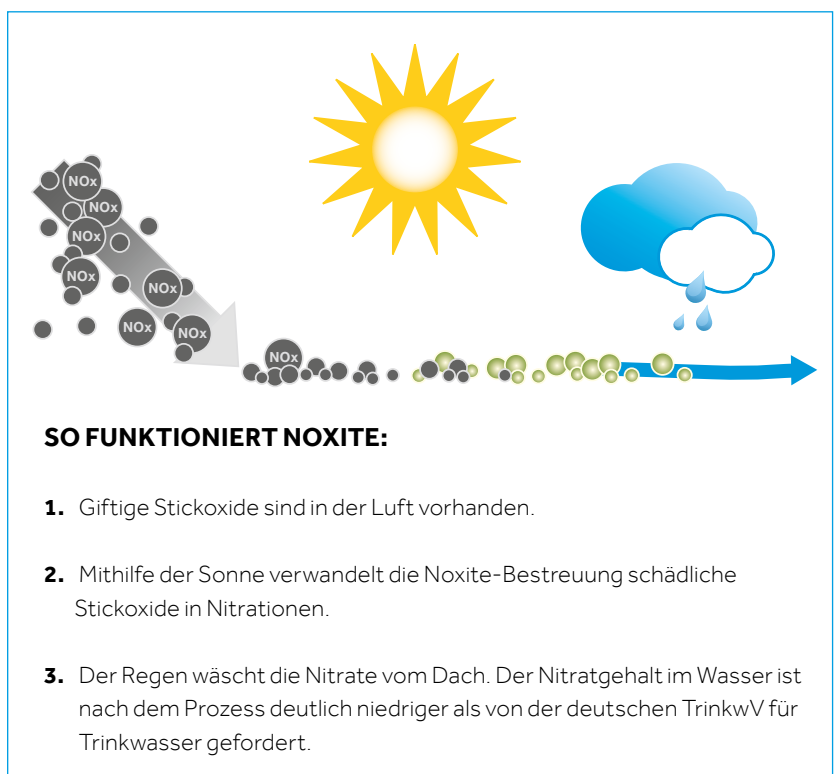 NOx
NOx
NOx
NOx
NOx
NOx
NOx
NOx
SO FUNKTIONIERT NOXITE:
1. Giftige Stickoxide sind in der Luft vorhanden.
2. Mithilfe der Sonne verwandelt die Noxite-Bestreuung schädliche
Stickoxide in Nitrationen.
3. Der Regen wäscht die Nitrate vom Dach. Der Nitratgehalt im Wasser ist
nach dem Prozess deutlich niedriger als von der deutschen TrinkwV für
Trinkwasser gefordert.